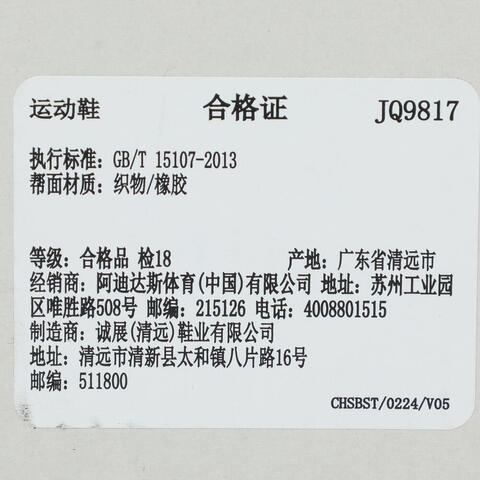 运动鞋 合格证 JQ9817
执行标准：GB/T 15107-2013
帮面材质：织物/橡胶
等级：合格品 检18 产地：广东省清远市
经销商：阿迪达斯体育(中国)有限公司 地址：苏州工业园
区唯胜路508号 邮编：215126 电话：4008801515
制造商：诚展(清远)鞋业有限公司
地址：清远市清新县太和镇八片路16号
邮编：511800
CHSBST/0224/V05